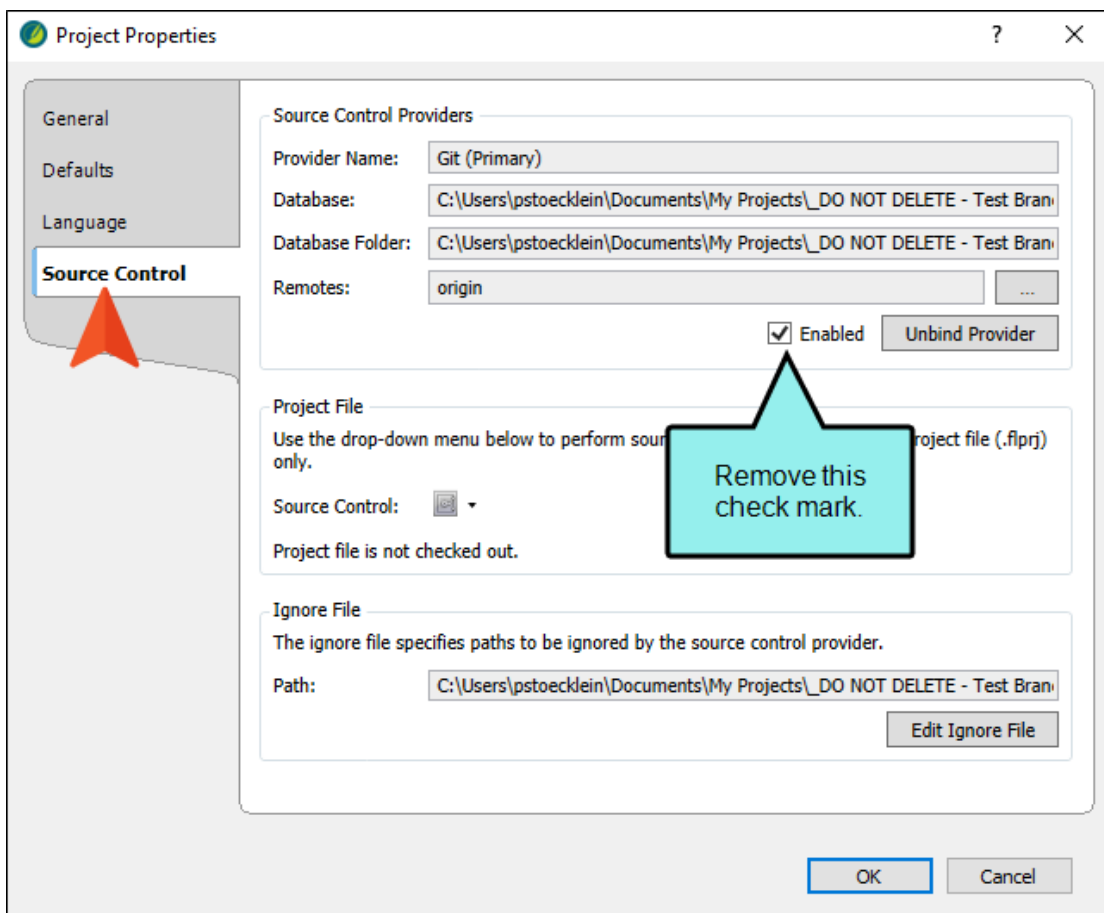 Project Properties
?
General
Defaults
Language
Source Control
Source Control Providers
Provider Name: Git (Primary)
Database: C:\Users\pstoecklein\Documents\My Projects\_DO NOT DELETE - Test Bran
Database Folder: C:\Users\pstoecklein\Documents\My Projects\_DO NOT DELETE - Test Bran
Remotes: origin ...
Enabled Unbind Provider
Project File
Use the drop-down menu below to perform sour roject file (.flprj)
only.
Remove this
check mark.
Source Control:
Project file is not checked out.
Ignore File
The ignore file specifies paths to be ignored by the source control provider.
Path: C:\Users\pstoecklein\Documents\My Projects\_DO NOT DELETE - Test Bran
Edit Ignore File
OK Cancel